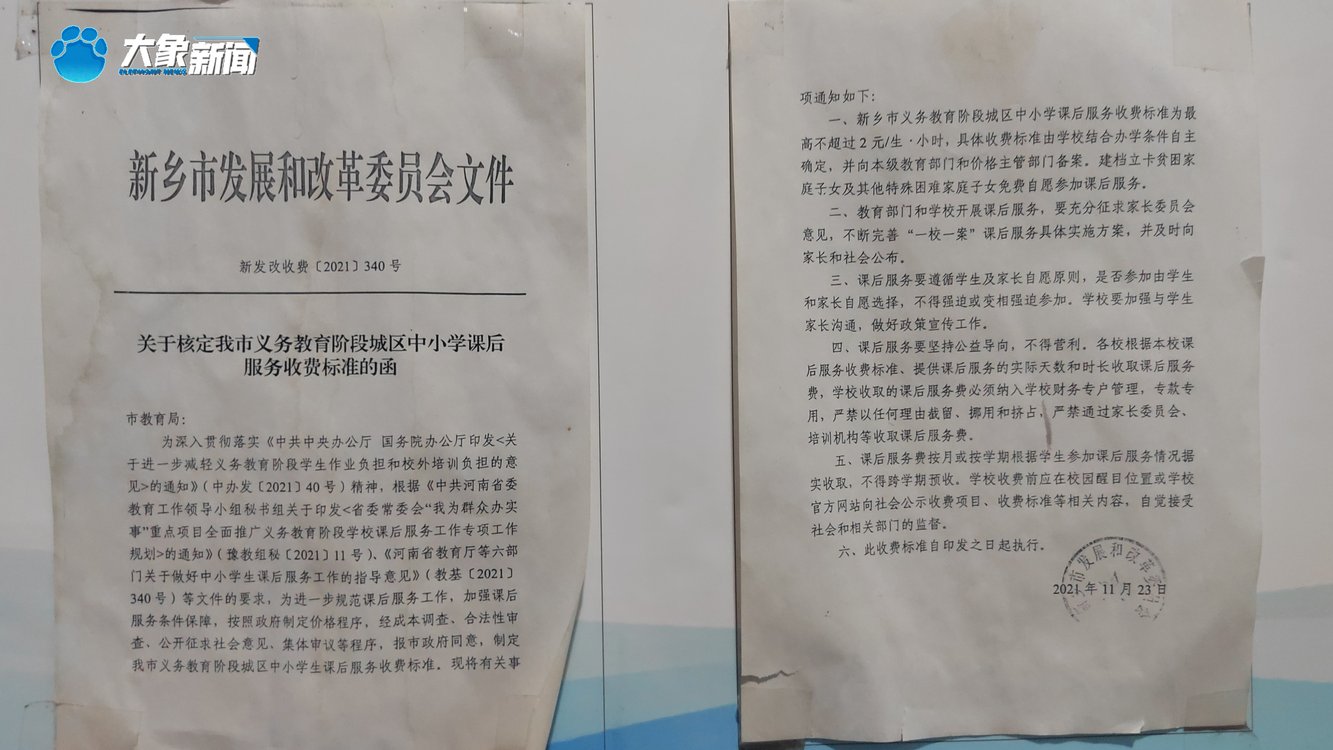 大象新闻
ELEPHANT NEWS
新乡市发展和改革委员会文件
新发改收费〔2021〕340号
关于核定我市义务教育阶段城区中小学课后
服务收费标准的函
市教育局：
为深入贯彻落实《中共中央办公厅 国务院办公厅印发<关
于进一步减轻义务教育阶段学生作业负担和校外培训负担的意
见>的通知》（中办发〔2021〕40号）精神，根据《中共河南省委
教育工作领导小组秘书组关于印发<省委常委会“我为群众办实
事”重点项目全面推广义务教育阶段学校课后服务工作专项工作
规划>的通知》（豫教组秘〔2021〕11号）、《河南省教育厅等六部
门关于做好中小学生课后服务工作的指导意见》（教基〔2021〕
340号）等文件的要求，为进一步规范课后服务工作，加强课后
服务条件保障，按照政府制定价格程序，经成本调查、合法性审
查、公开征求社会意见、集体审议等程序，报市政府同意，制定
我市义务教育阶段城区中小学生课后服务收费标准。现将有关事
项通知如下：
一、新乡市义务教育阶段城区中小学课后服务收费标准为最
高不超过2元/生·小时，具体收费标准由学校结合办学条件自主
确定，并向本级教育部门和价格主管部门备案。建档立卡贫困家
庭子女及其他特殊困难家庭子女免费自愿参加课后服务。
二、教育部门和学校开展课后服务，要充分征求家长委员会
意见，不断完善“一校一案”课后服务具体实施方案，并及时向
家长和社会公布。
三、课后服务要遵循学生及家长自愿原则，是否参加由学生
和家长自愿选择，不得强迫或变相强迫参加。学校要加强与学生
家长沟通，做好政策宣传工作。
四、课后服务要坚持公益导向，不得营利。各校根据本校课
后服务收费标准、提供课后服务的实际天数和时长收取课后服务
费，学校收取的课后服务费必须纳入学校财务专户管理，专款专
用，严禁以任何理由截留、挪用和挤占，严禁通过家长委员会、
培训机构等收取课后服务费。
五、课后服务费按月或按学期根据学生参加课后服务情况据
实收取，不得跨学期预收。学校收费前应在校园醒目位置或学校
官方网站向社会公示收费项目、收费标准等相关内容，自觉接受
社会和相关部门的监督。
六、此收费标准自印发之日起执行。
市发展和改革委
2021年11月23日